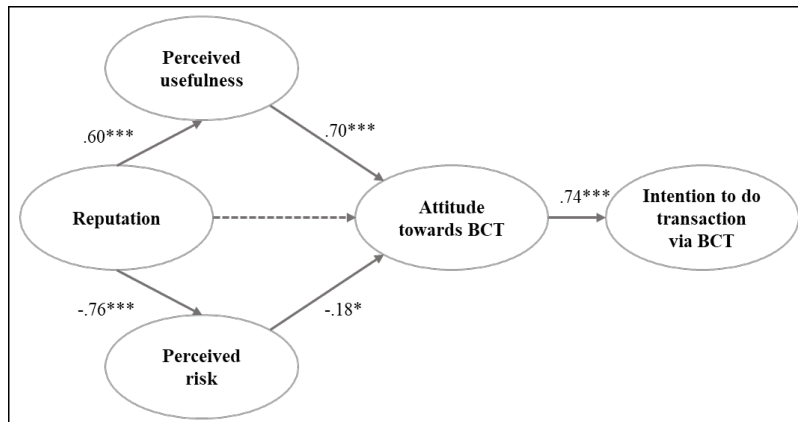 Perceived
usefulness
.60***
.70***
Reputation
Attitude
towards BCT
.74***
Intention to do
transaction
via BCT
-.76***
-.18*
Perceived
risk